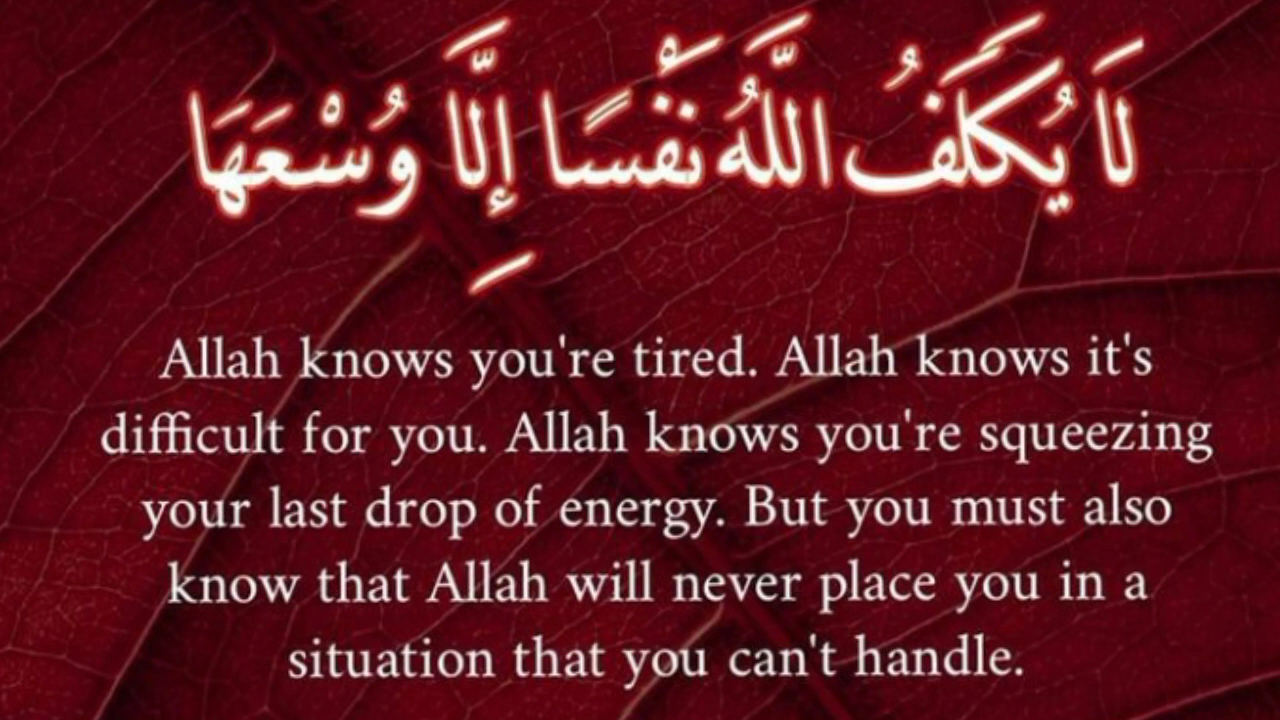 لَا يُكَلِّفُ اللَّهُ نَفْسًا إِلَّا وُسْعَهَا
Allah knows you're tired. Allah knows it's
difficult for you. Allah knows you're squeezing
your last drop of energy. But you must also
know that Allah will never place you in a
situation that you can't handle.